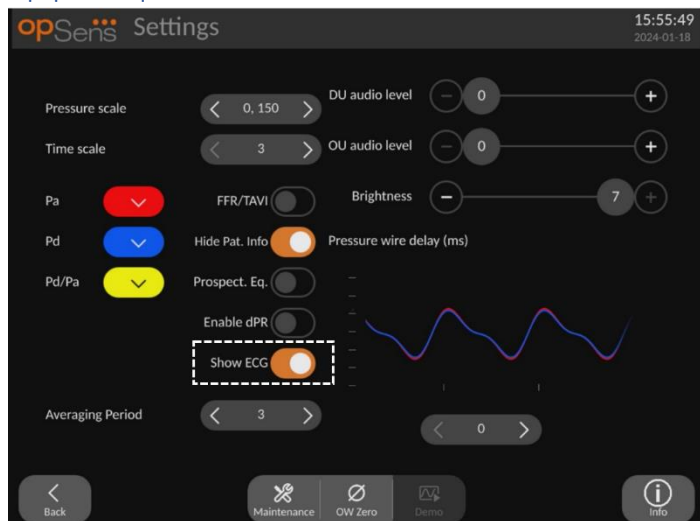 opSens Settings
15:55:49
2024-01-18
Pressure scale
0, 150
DU audio level
0
Time scale
3
OU audio level
0
Pa
FFR/TAVI
Brightness
7
Pd
Hide Pat. Info
Pressure wire delay (ms)
Pd/Pa
Prospect. Eq.
Enable dPR
Show ECG
Averaging Period
3
0
Back
Maintenance
OW Zero
Demo
Info